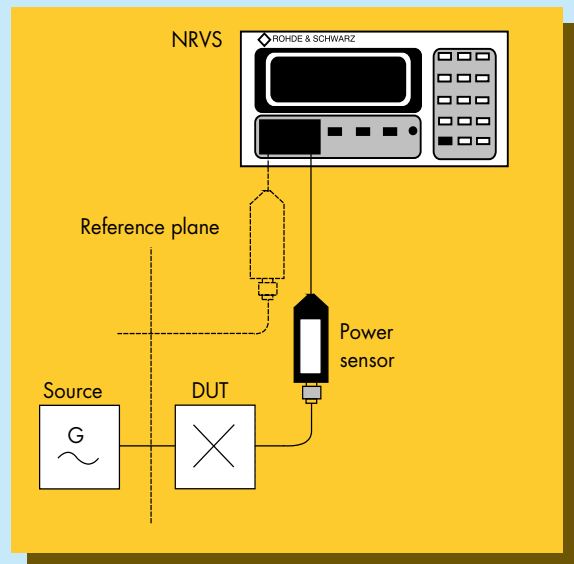 NRVS
ROHDE & SCHWARZ
Reference plane
Power
sensor
Source
DUT
G